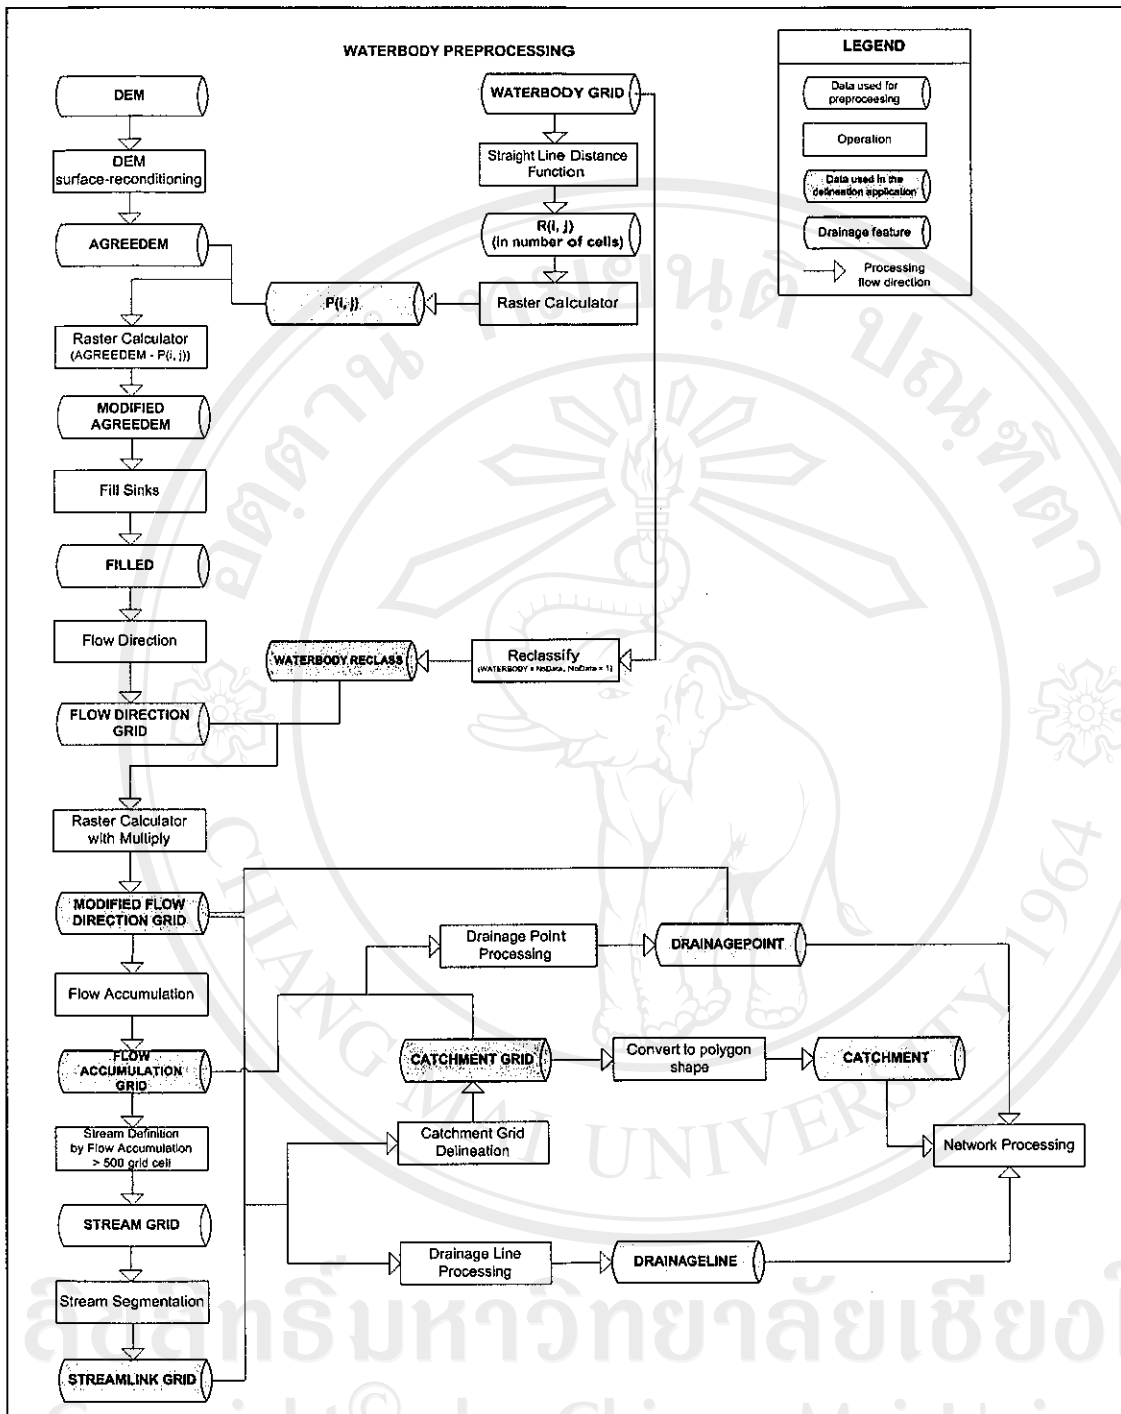 WATERBODY PREPROCESSING
LEGEND
Data used for
preprocessing
Operation
Data used in the
delineation application
Drainage feature
Processing
flow direction
DEM
DEM
surface-reconditioning
AGREEDEM
WATERBODY GRID
Straight Line Distance
Function
R(i, j)
(in number of cells)
Raster Calculator
P(i, j)
Raster Calculator
(AGREEDEM - P(i, j))
MODIFIED
AGREEDEM
Fill Sinks
FILLED
Flow Direction
WATERBODY RECLASS
Reclassify
(WATERBODY = NoData, NoData = 1)
FLOW DIRECTION
GRID
Raster Calculator
with Multiply
MODIFIED FLOW
DIRECTION GRID
Drainage Point
Processing
DRAINAGEPOINT
Flow Accumulation
FLOW
ACCUMULATION
GRID
CATCHMENT GRID
Convert to polygon
shape
CATCHMENT
Stream Definition
by Flow Accumulation
> 500 grid cell
Catchment Grid
Delineation
Network Processing
STREAM GRID
Drainage Line
Processing
DRAINAGELINE
Stream Segmentation
STREAMLINK GRID
CHIANG MAI UNIVERSITY 1964